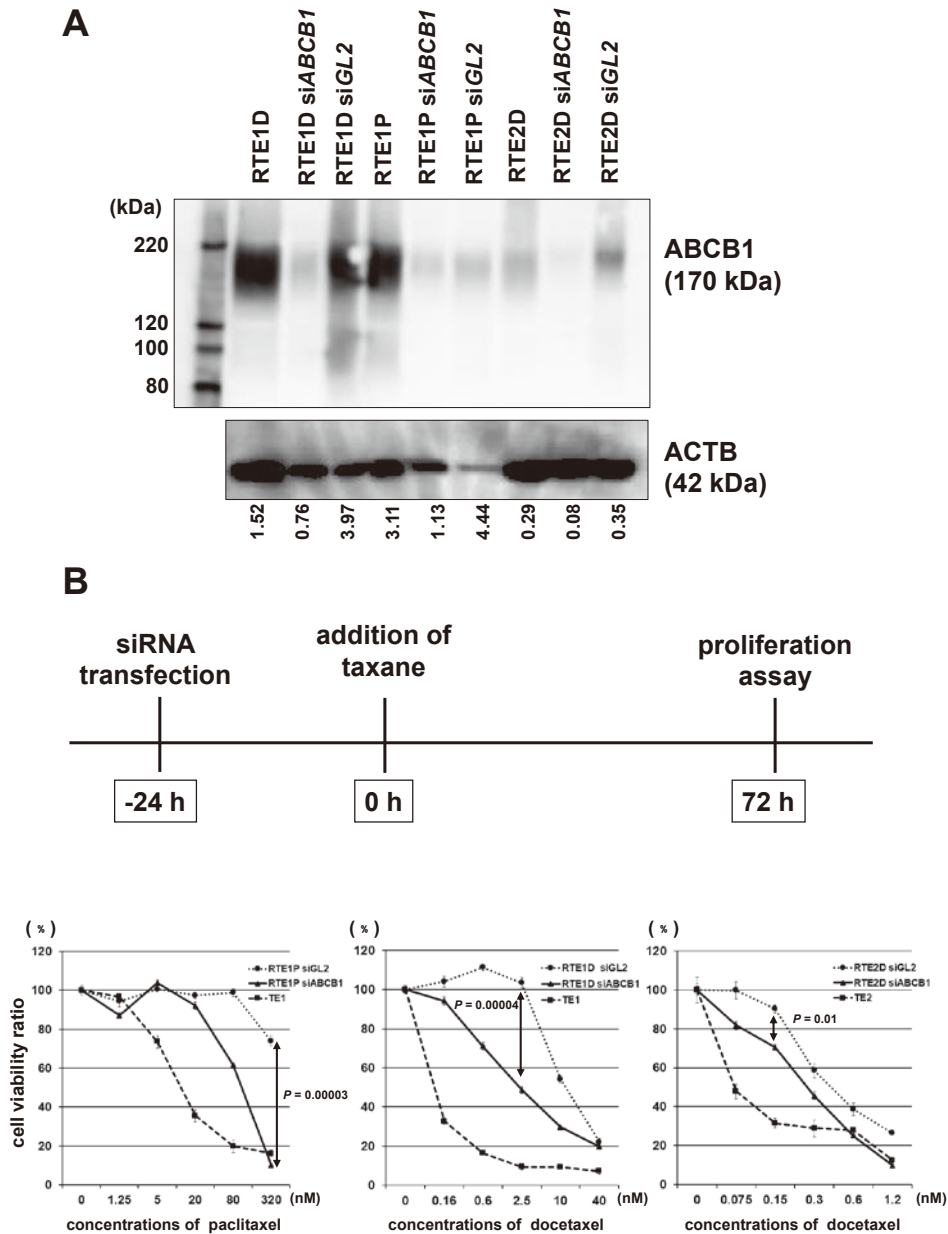 A
RTE1D
RTE1D siABCB1
RTE1D siGL2
RTE1P
RTE1P siABCB1
RTE1P siGL2
RTE2D
RTE2D siABCB1
RTE2D siGL2
(kDa)
220
120
100
80
ABCB1
(170 kDa)
ACTB
(42 kDa)
1.52
0.76
3.97
3.11
1.13
4.44
0.29
0.08
0.35
B
siRNA
transfection
addition of
taxane
proliferation
assay
-24 h
0 h
72 h
cell viability ratio
( % )
120
100
80
60
40
20
0
RTE1P siGL2
RTE1P siABCB1
TE1
P = 0.00003
0 1.25 5 20 80 320 (nM)
concentrations of paclitaxel
( % )
120
100
80
60
40
20
0
RTE1D siGL2
RTE1D siABCB1
TE1
P = 0.00004
0 0.16 0.6 2.5 10 40 (nM)
concentrations of docetaxel
( % )
120
100
80
60
40
20
0
RTE2D siGL2
RTE2D siABCB1
TE2
P = 0.01
0 0.075 0.15 0.3 0.6 1.2 (nM)
concentrations of docetaxel